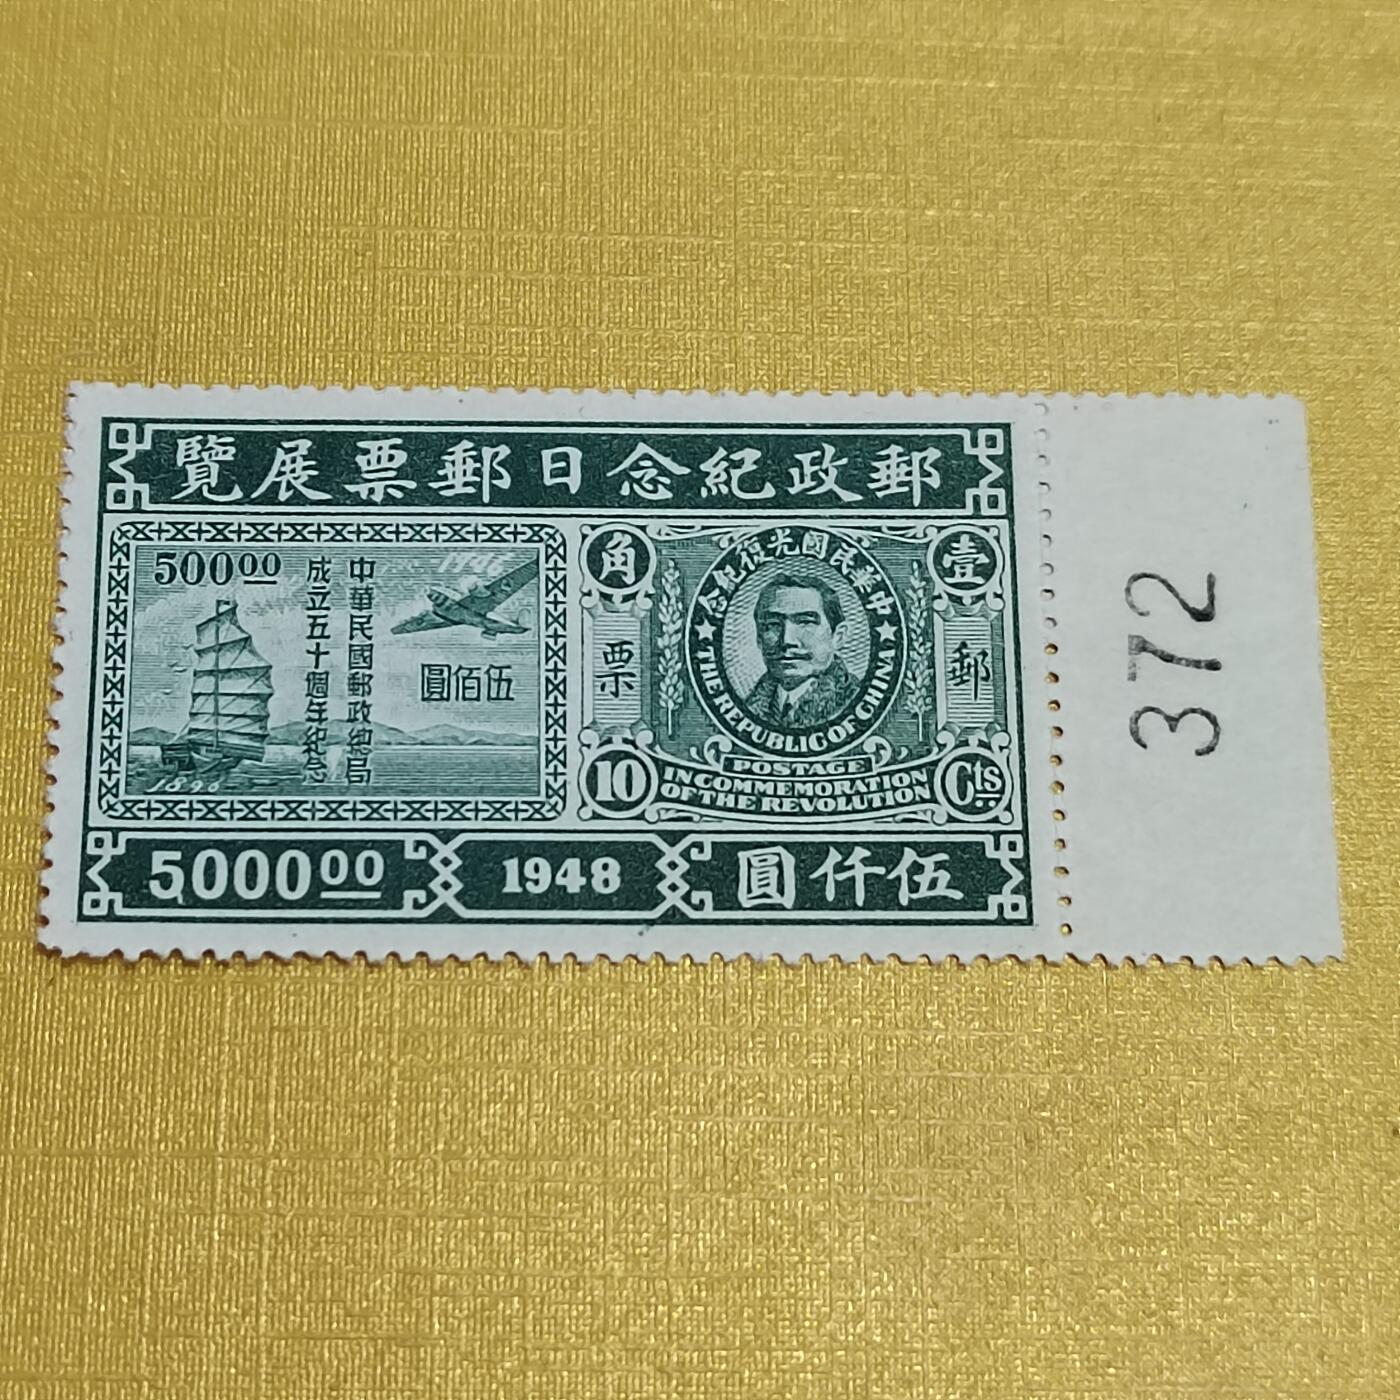 郵政紀念日郵票展覽
500 00
1946
中華民國郵政總局
成立五十週年紀念
伍佰圓
1896
壹
角
中華民國光復紀念
★ THE REPUBLIC OF CHINA ★
郵
票
POSTAGE
10
IN COMMEMORATION
OF THE REVOLUTION
Cts
5000 00
1948
伍仟圓
372